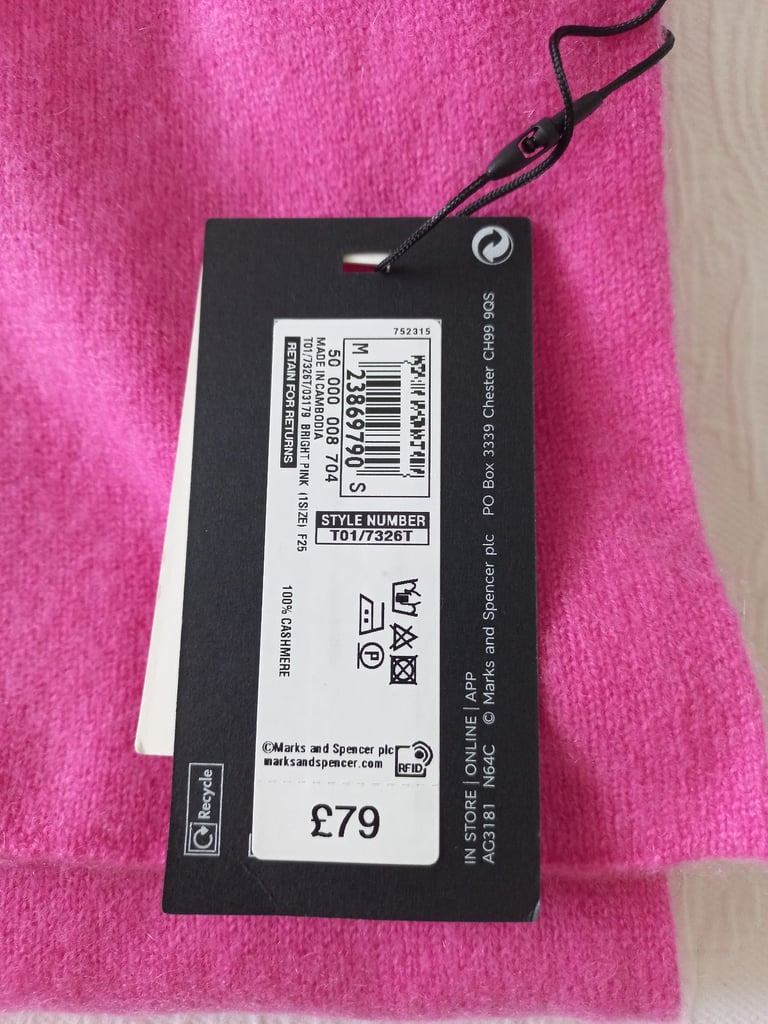 752315
M
23869790
S
50 000 008 704
MADE IN CAMBODIA
T01/7326T/03179 BRIGHT PINK (1SIZE) F25
RETAIN FOR RETURNS
STYLE NUMBER
T01/7326T
P
100% CASHMERE
©Marks and Spencer plc
marksandspencer.com
RFID
£79
Recycle
IN STORE | ONLINE | APP
AG3181 N64C © Marks and Spencer plc PO Box 3339 Chester CH99 9QS